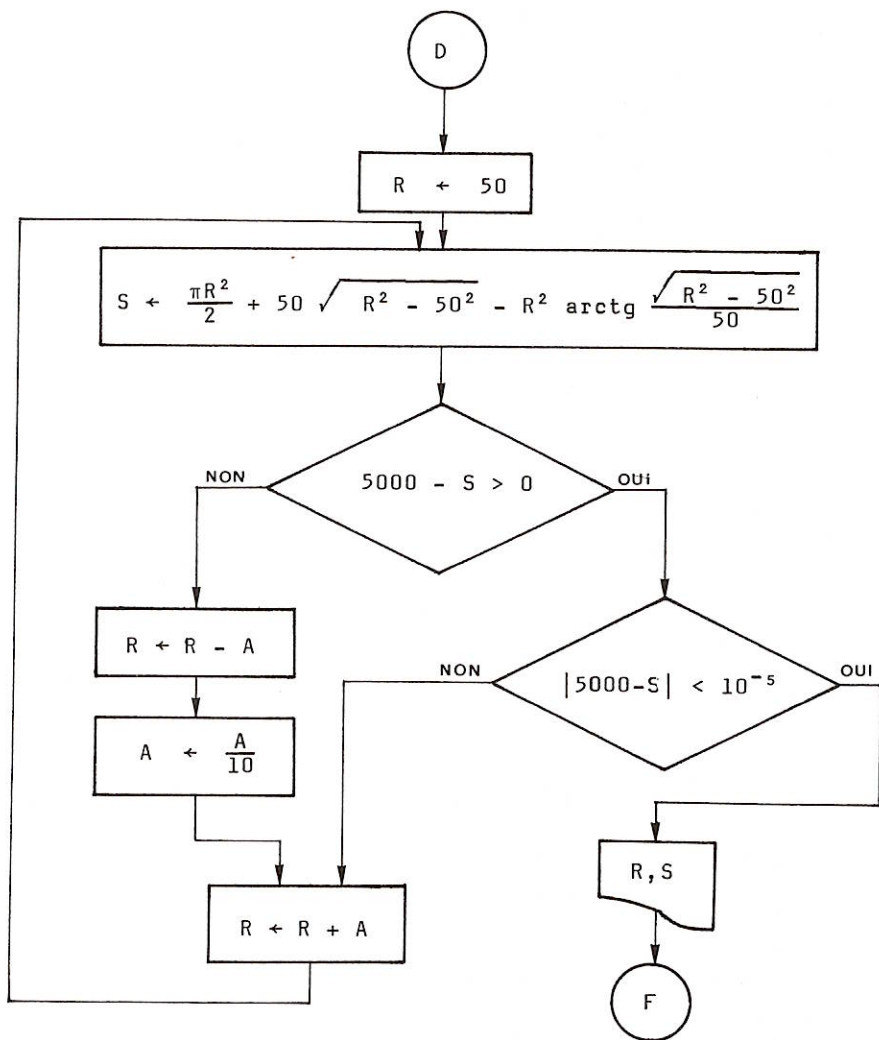 D
R ← 50
S ← πR²/2 + 50 √(R² - 50²) - R² arctg √(R² - 50²)/50
NON
5000 - S > 0
OUi
R ← R - A
NON
|5000-S| < 10⁻⁵
OUI
A ← A/10
R,S
R ← R + A
F